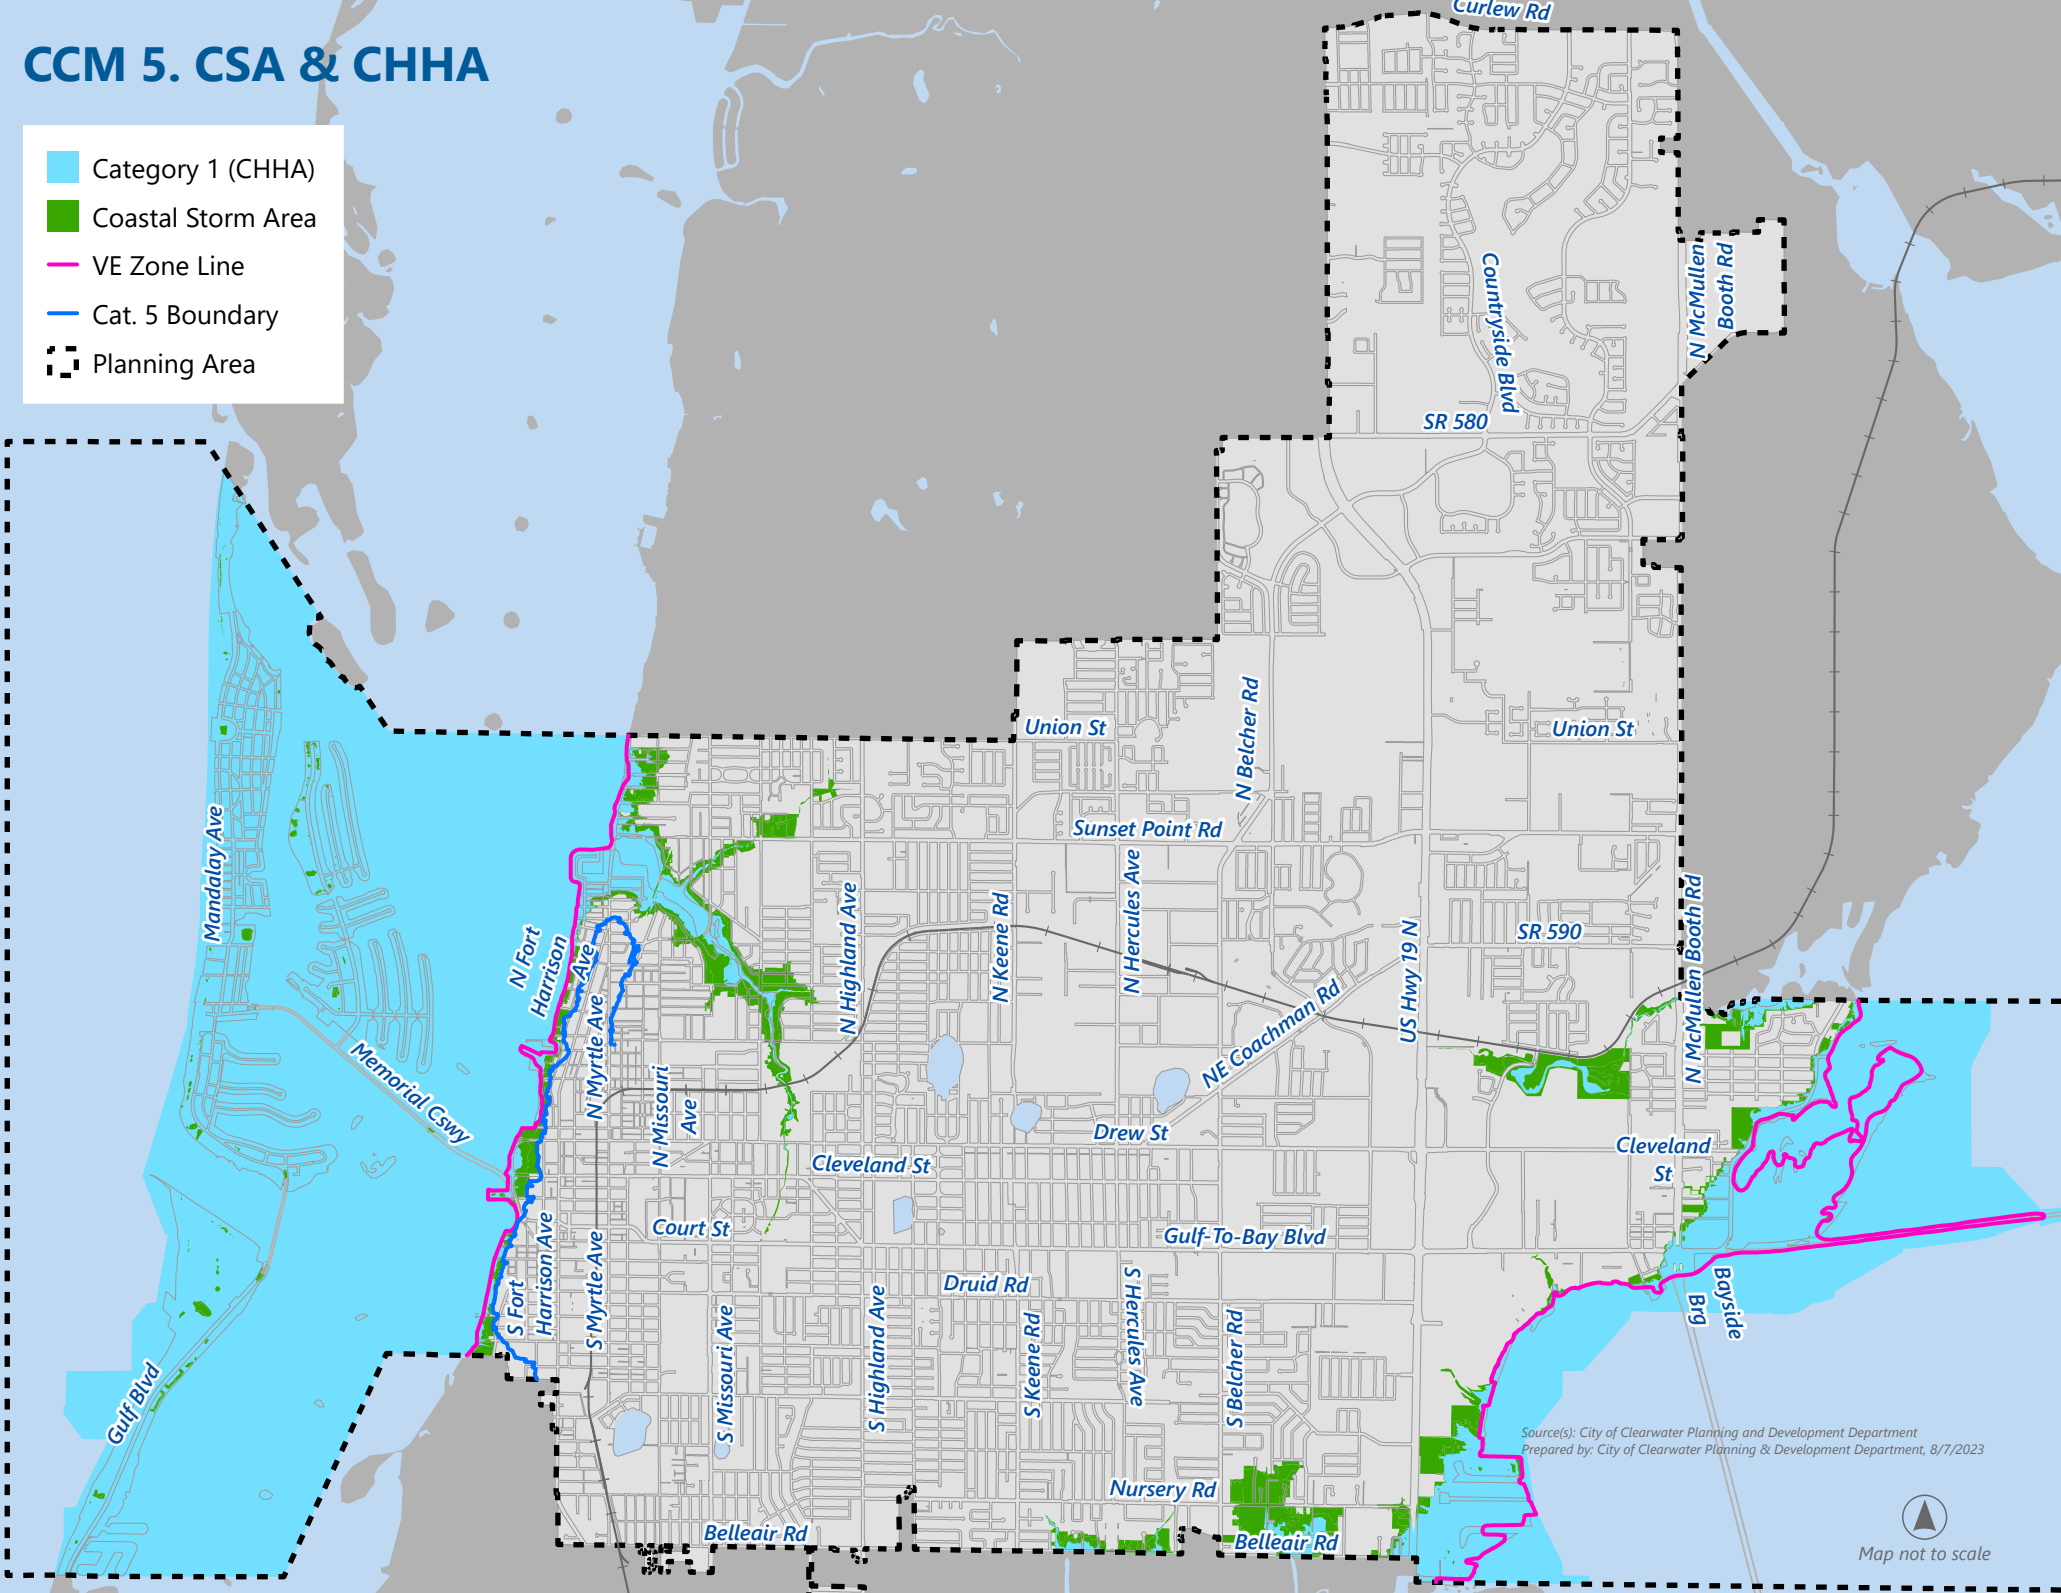 CCM 5. CSA & CHHA
Category 1 (CHHA)
Coastal Storm Area
VE Zone Line
Cat. 5 Boundary
Planning Area
Curlew Rd
N McMullen
Booth Rd
Countryside Blvd
SR 580
Union St
Union St
N Belcher Rd
Sunset Point Rd
Mandalay Ave
N Fort
Harrison
Ave
N Highland Ave
N Keene Rd
N Hercules Ave
US Hwy 19 N
SR 590
N McMullen Booth Rd
NE Coachman Rd
Memorial Cswy
N Myrtle Ave
N Missouri
Ave
Drew St
Cleveland St
Cleveland
St
Court St
Gulf-To-Bay Blvd
Druid Rd
S Fort
Harrison Ave
S Myrtle Ave
S Missouri Ave
S Highland Ave
S Keene Rd
S Hercules Ave
S Belcher Rd
Bayside
Brg
Gulf Blvd
Nursery Rd
Belleair Rd
Belleair Rd
Source(s): City of Clearwater Planning and Development Department
Prepared by: City of Clearwater Planning & Development Department, 8/7/2023
Map not to scale